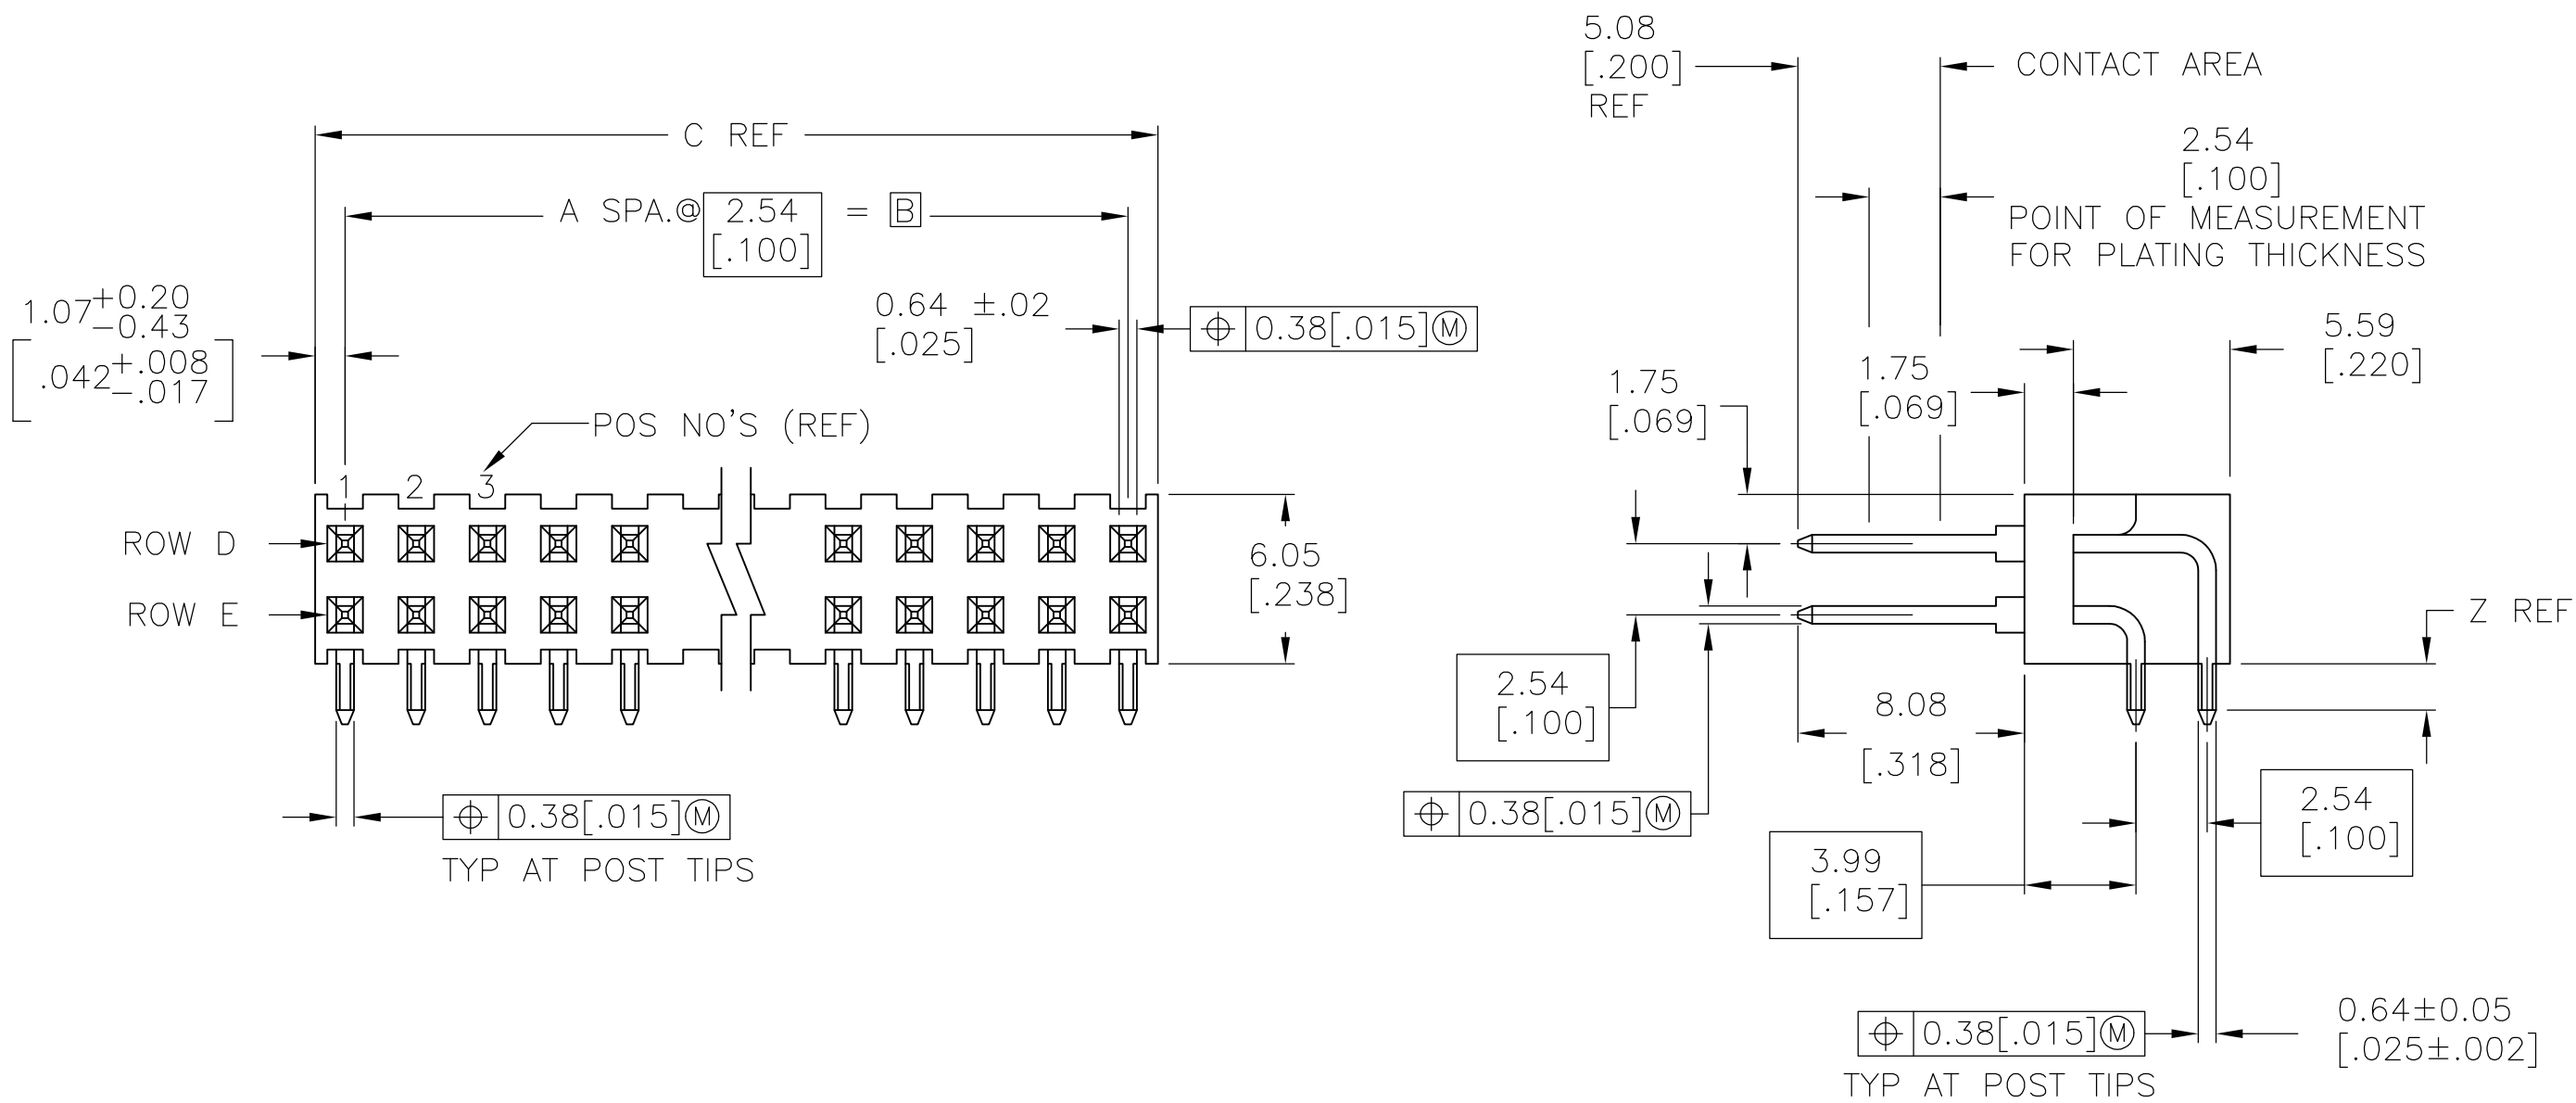 C REF
A SPA.@ 2.54 = B
[.100]
1.07 +0.20
-0.43
[.042 +.008
-.017]
0.64 ±.02
[.025]
⌖ 0.38[.015]Ⓜ
POS NO'S (REF)
1 2 3
ROW D
ROW E
6.05
[.238]
⌖ 0.38[.015]Ⓜ
TYP AT POST TIPS
5.08
[.200]
REF
CONTACT AREA
2.54
[.100]
POINT OF MEASUREMENT
FOR PLATING THICKNESS
5.59
[.220]
1.75
[.069]
1.75
[.069]
Z REF
2.54
[.100]
8.08
[.318]
⌖ 0.38[.015]Ⓜ
2.54
[.100]
3.99
[.157]
0.64±0.05
[.025±.002]
⌖ 0.38[.015]Ⓜ
TYP AT POST TIPS